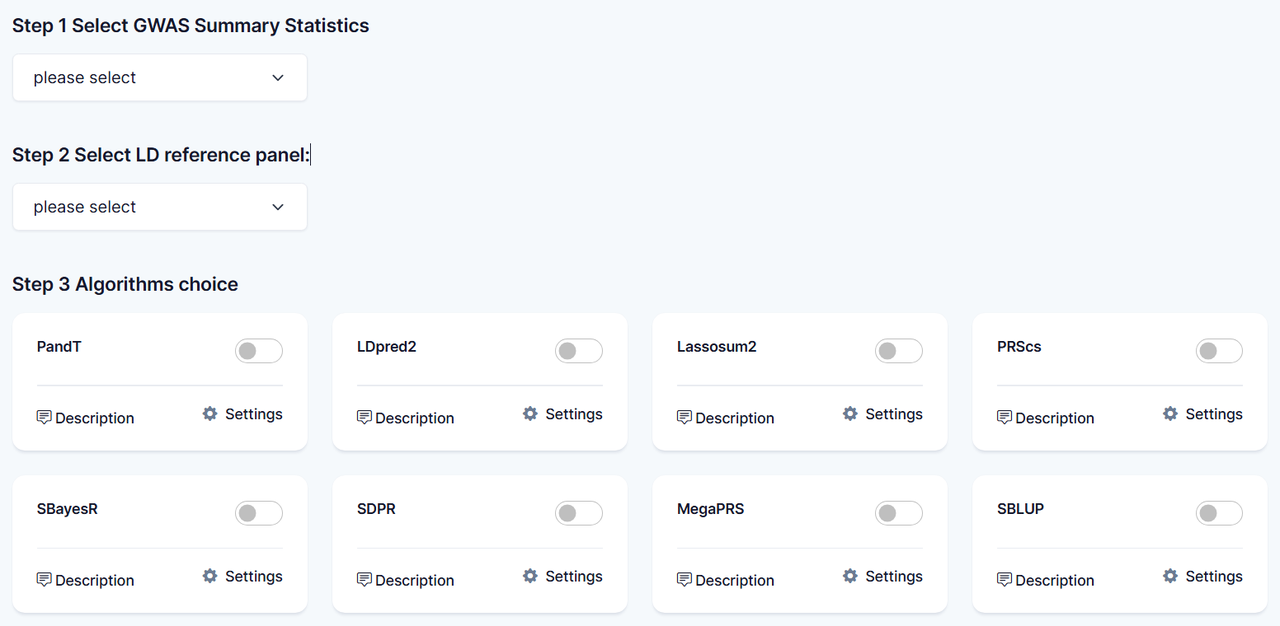 Step 1 Select GWAS Summary Statistics
please select
Step 2 Select LD reference panel:
please select
Step 3 Algorithms choice
PandT
Description Settings
LDpred2
Description Settings
Lassosum2
Description Settings
PRScs
Description Settings
SBayesR
Description Settings
SDPR
Description Settings
MegaPRS
Description Settings
SBLUP
Description Settings